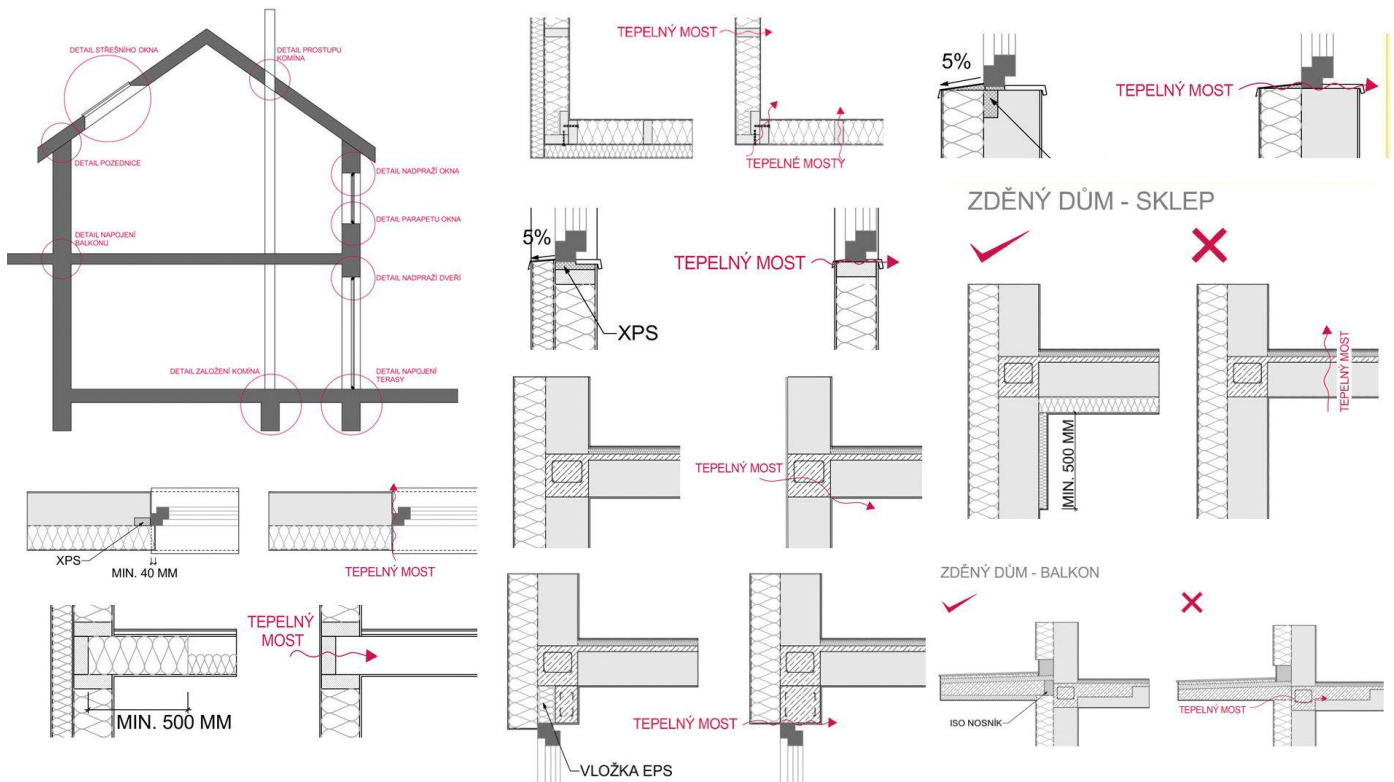 DETAIL STŘEŠNÍHO OKNA
DETAIL PROSTUPU
KOMÍNA
DETAIL POZEDNICE
DETAIL NADPRAŽÍ OKNA
DETAIL PARAPETU OKNA
DETAIL NAPOJENÍ
BALKONU
DETAIL NADPRAŽÍ DVEŘÍ
DETAIL ZALOŽENÍ KOMÍNA
DETAIL NAPOJENÍ
TERASY
XPS
MIN. 40 MM
TEPELNÝ MOST
TEPELNÝ
MOST
MIN. 500 MM
TEPELNÝ MOST
TEPELNÉ MOSTY
5%
XPS
TEPELNÝ MOST
TEPELNÝ MOST
TEPELNÝ MOST
VLOŽKA EPS
5%
TEPELNÝ MOST
ZDĚNÝ DŮM - SKLEP
MIN. 500 MM
TEPELNÝ MOST
ZDĚNÝ DŮM - BALKON
ISO NOSNÍK
TEPELNÝ MOST